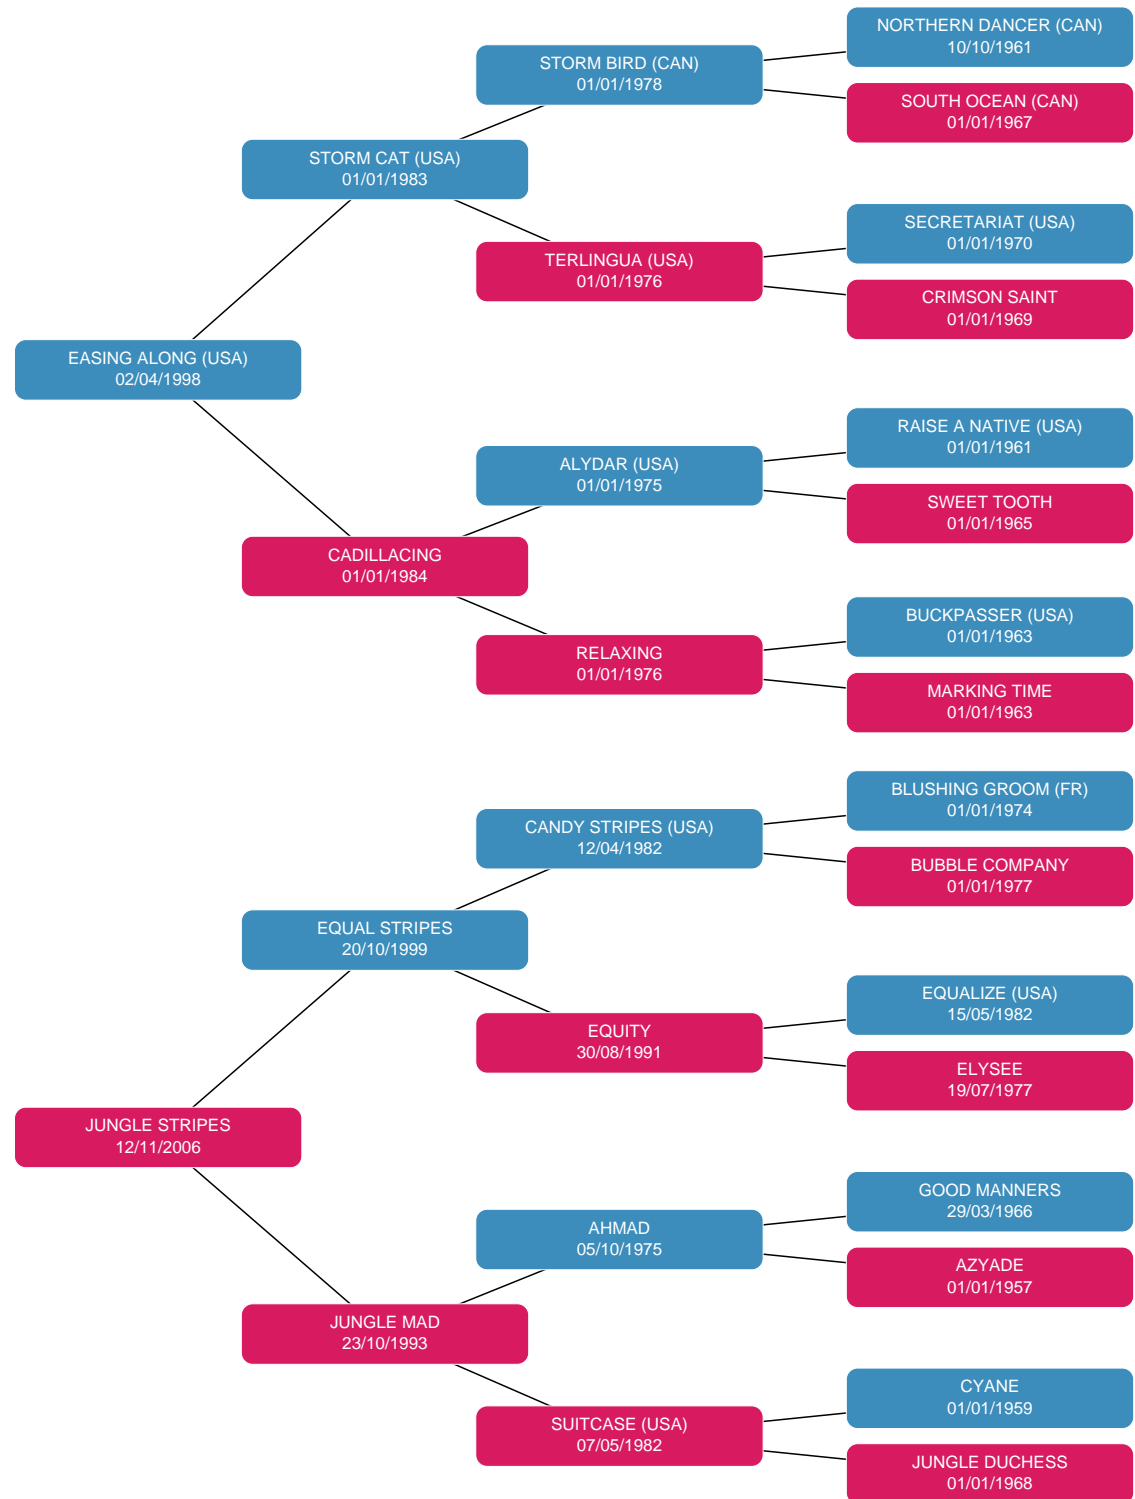 NORTHERN DANCER (CAN)
10/10/1961
STORM BIRD (CAN)
01/01/1978
SOUTH OCEAN (CAN)
01/01/1967
STORM CAT (USA)
01/01/1983
SECRETARIAT (USA)
01/01/1970
TERLINGUA (USA)
01/01/1976
CRIMSON SAINT
01/01/1969
EASING ALONG (USA)
02/04/1998
RAISE A NATIVE (USA)
01/01/1961
ALYDAR (USA)
01/01/1975
SWEET TOOTH
01/01/1965
CADILLACING
01/01/1984
BUCKPASSER (USA)
01/01/1963
RELAXING
01/01/1976
MARKING TIME
01/01/1963
BLUSHING GROOM (FR)
01/01/1974
CANDY STRIPES (USA)
12/04/1982
BUBBLE COMPANY
01/01/1977
EQUAL STRIPES
20/10/1999
EQUALIZE (USA)
15/05/1982
EQUITY
30/08/1991
ELYSEE
19/07/1977
JUNGLE STRIPES
12/11/2006
GOOD MANNERS
29/03/1966
AHMAD
05/10/1975
AZYADE
01/01/1957
JUNGLE MAD
23/10/1993
CYANE
01/01/1959
SUITCASE (USA)
07/05/1982
JUNGLE DUCHESS
01/01/1968